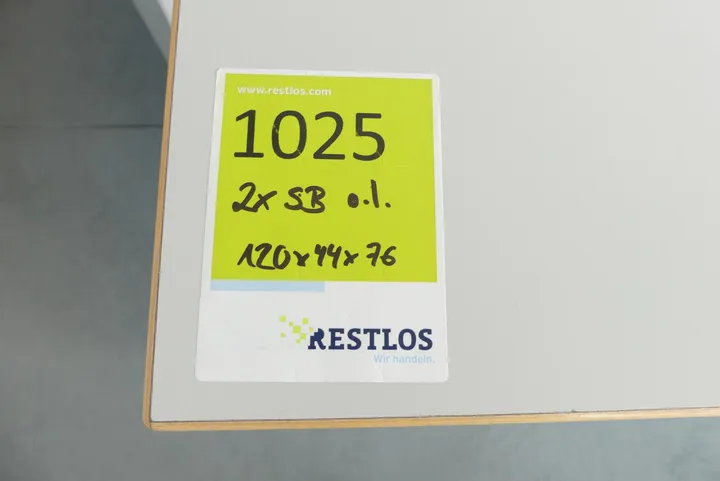 www.restlos.com
1025
2x SB o.l.
120x44x76
RESTLOS
Wir handeln.